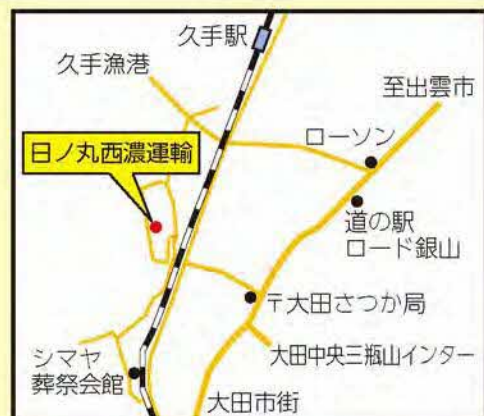 久手駅
久手漁港
至出雲市
ローソン
日ノ丸西濃運輸
道の駅
ロード銀山
〒大田さつか局
大田中央三瓶山インター
シマヤ
葬祭会館
大田市街